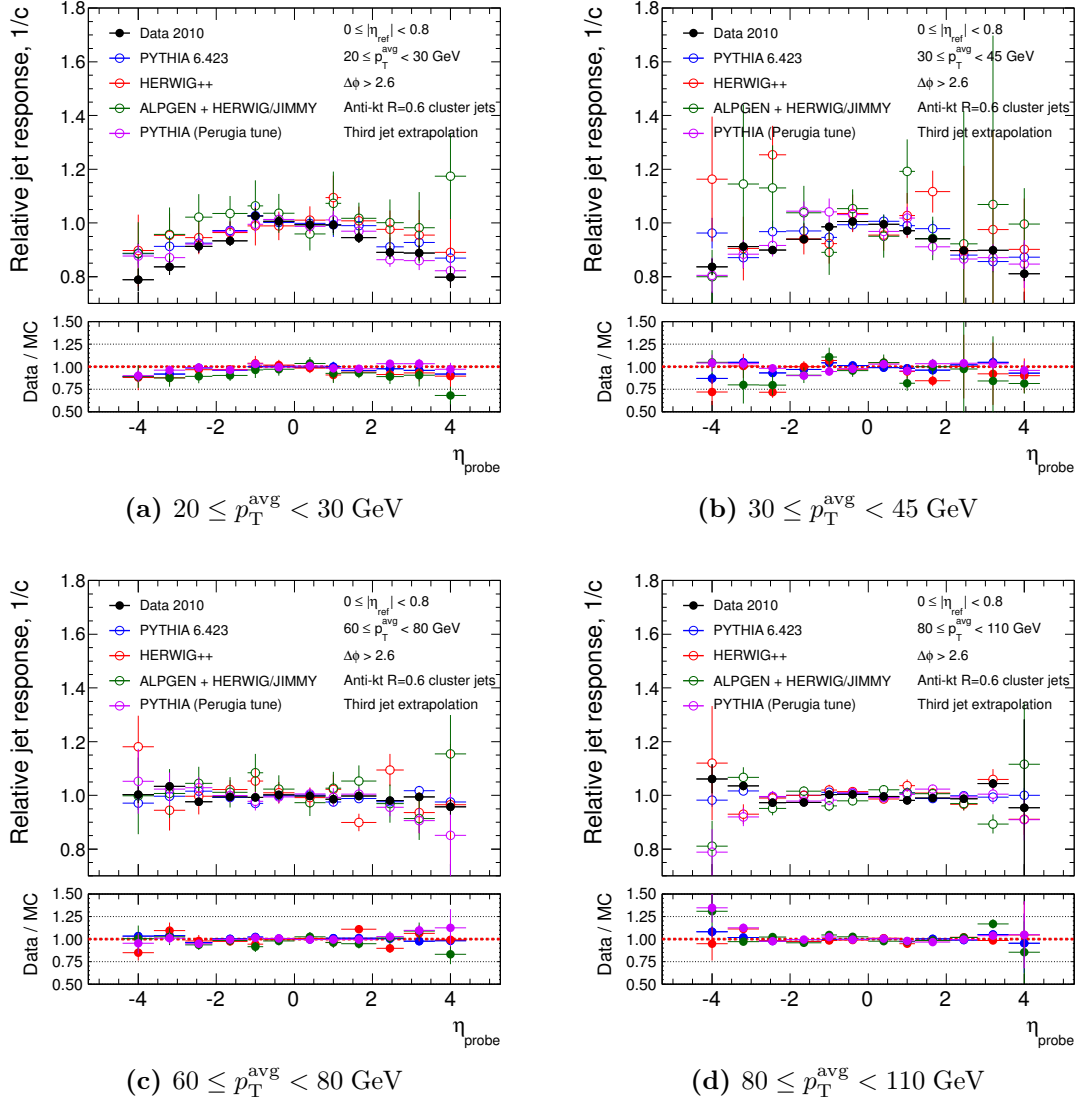 Relative jet response, 1/c
1.8
1.6
1.4
1.2
1.0
0.8
Data 2010
PYTHIA 6.423
HERWIG++
ALPGEN + HERWIG/JIMMY
PYTHIA (Perugia tune)
0 ≤ |η_ref| < 0.8
20 ≤ p_T^avg < 30 GeV
Δϕ > 2.6
Anti-kt R=0.6 cluster jets
Third jet extrapolation
Data / MC
1.50
1.25
1.00
0.75
0.50
-4 -2 0 2 4
η_probe
(a) 20 ≤ p_T^avg < 30 GeV
Relative jet response, 1/c
1.8
1.6
1.4
1.2
1.0
0.8
Data 2010
PYTHIA 6.423
HERWIG++
ALPGEN + HERWIG/JIMMY
PYTHIA (Perugia tune)
0 ≤ |η_ref| < 0.8
30 ≤ p_T^avg < 45 GeV
Δϕ > 2.6
Anti-kt R=0.6 cluster jets
Third jet extrapolation
Data / MC
1.50
1.25
1.00
0.75
0.50
-4 -2 0 2 4
η_probe
(b) 30 ≤ p_T^avg < 45 GeV
Relative jet response, 1/c
1.8
1.6
1.4
1.2
1.0
0.8
Data 2010
PYTHIA 6.423
HERWIG++
ALPGEN + HERWIG/JIMMY
PYTHIA (Perugia tune)
0 ≤ |η_ref| < 0.8
60 ≤ p_T^avg < 80 GeV
Δϕ > 2.6
Anti-kt R=0.6 cluster jets
Third jet extrapolation
Data / MC
1.50
1.25
1.00
0.75
0.50
-4 -2 0 2 4
η_probe
(c) 60 ≤ p_T^avg < 80 GeV
Relative jet response, 1/c
1.8
1.6
1.4
1.2
1.0
0.8
Data 2010
PYTHIA 6.423
HERWIG++
ALPGEN + HERWIG/JIMMY
PYTHIA (Perugia tune)
0 ≤ |η_ref| < 0.8
80 ≤ p_T^avg < 110 GeV
Δϕ > 2.6
Anti-kt R=0.6 cluster jets
Third jet extrapolation
Data / MC
1.50
1.25
1.00
0.75
0.50
-4 -2 0 2 4
η_probe
(d) 80 ≤ p_T^avg < 110 GeV